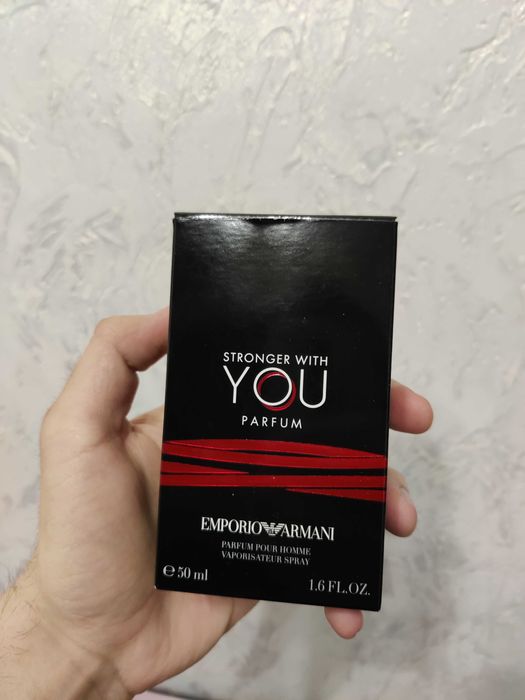 STRONGER WITH
YOU
PARFUM
EMPORIO ARMANI
PARFUM POUR HOMME
VAPORISATEUR SPRAY
℮ 50 ml
1.6 FL.OZ.